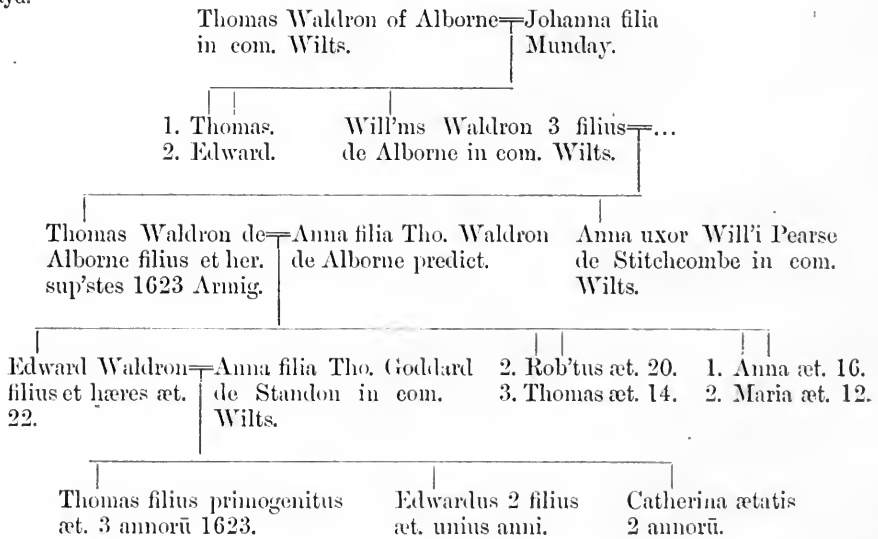 Thomas Waldron of Alborne=Johanna filia
in com. Wilts. Munday.
1. Thomas. Will'ms Waldron 3 filius=...
2. Edward. de Alborne in com. Wilts.
Thomas Waldron de=Anna filia Tho. Waldron Anna uxor Will'i Pearse
Alborne filius et her. de Alborne predict. de Stitchcombe in com.
sup'stes 1623 Armig. Wilts.
Edward Waldron=Anna filia Tho. Goddard 2. Rob'tus æt. 20. 1. Anna æt. 16.
filius et hæres æt. de Standon in com. 3. Thomas æt. 14. 2. Maria æt. 12.
22. Wilts.
Thomas filius primogenitus Edwardus 2 filius Catherina ætatis
æt. 3 annorū 1623. æt. unius anni. 2 annorū.